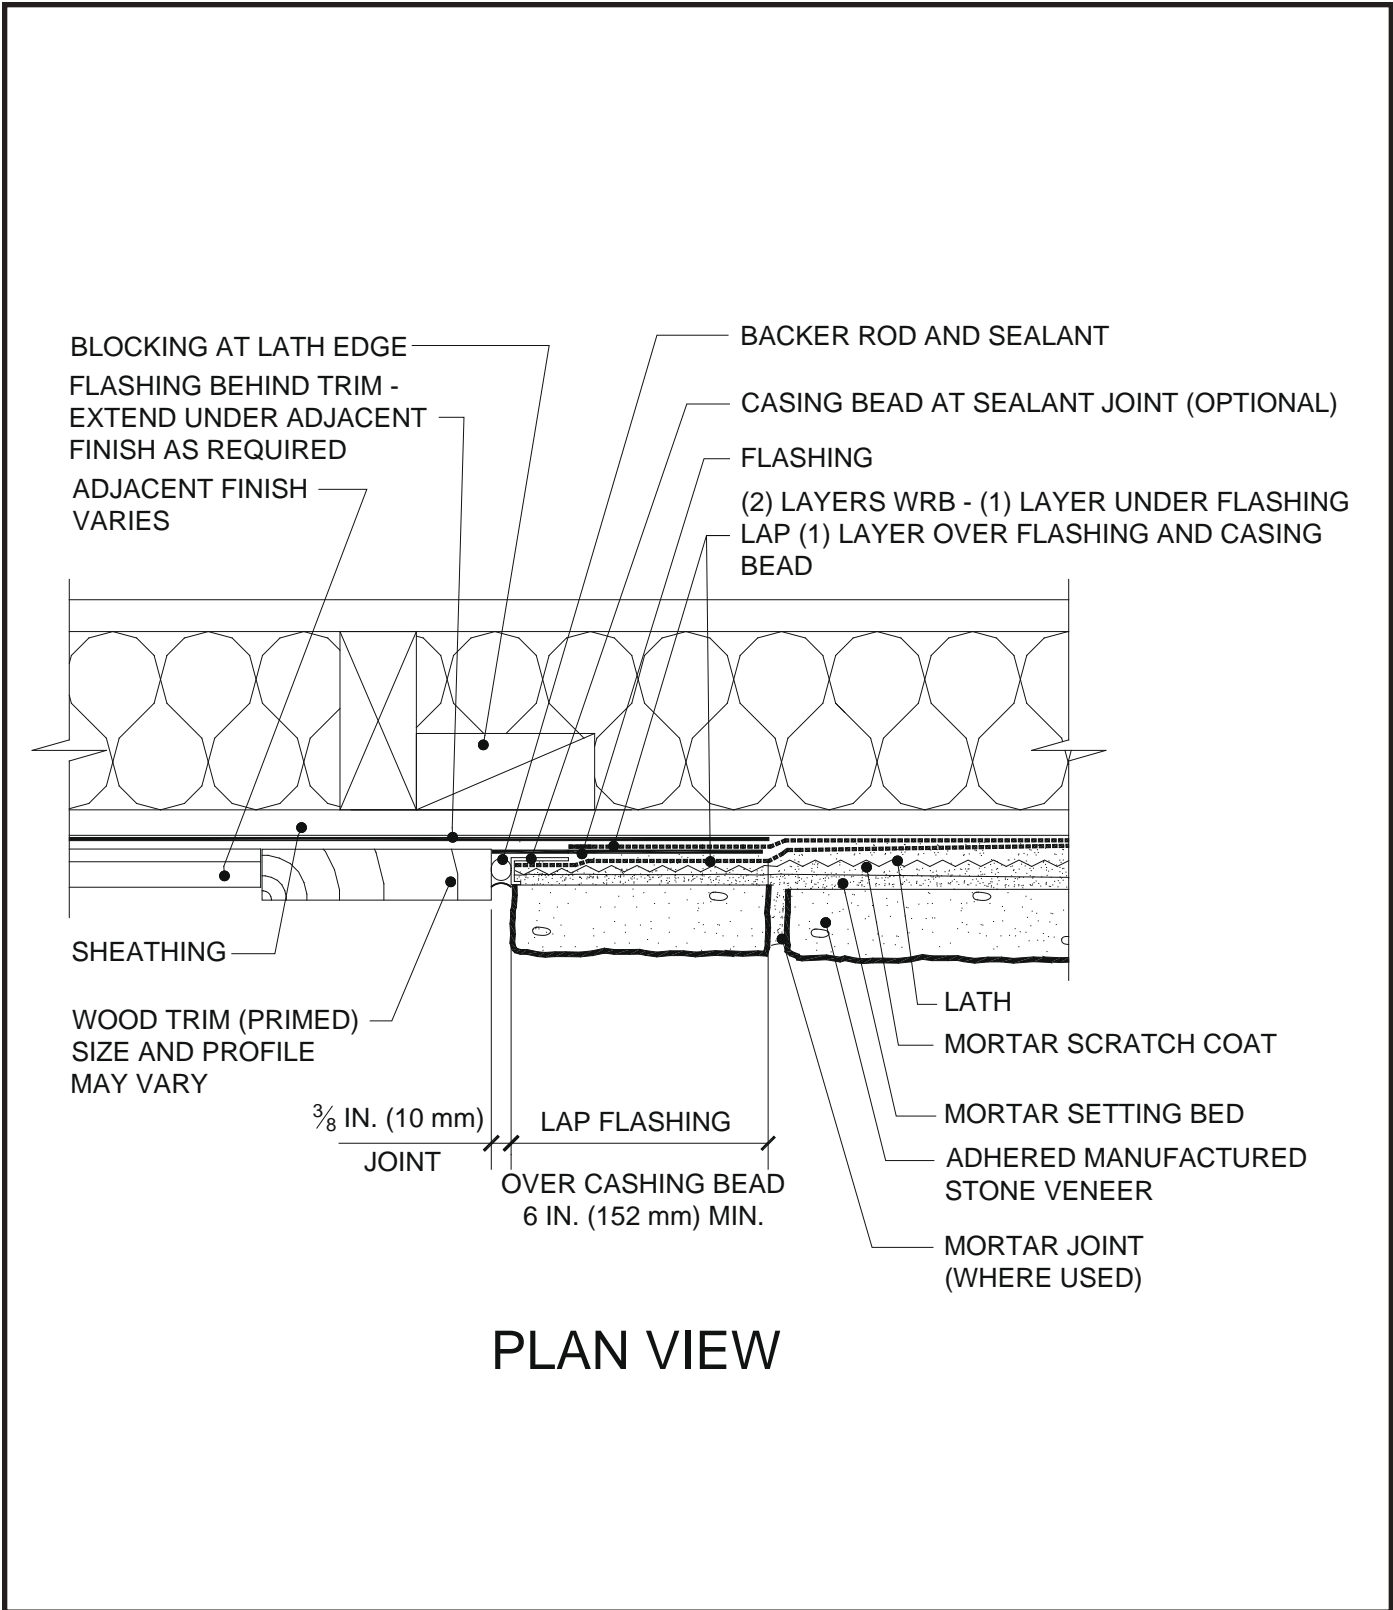 BLOCKING AT LATH EDGE
FLASHING BEHIND TRIM -
EXTEND UNDER ADJACENT
FINISH AS REQUIRED
ADJACENT FINISH
VARIES
BACKER ROD AND SEALANT
CASING BEAD AT SEALANT JOINT (OPTIONAL)
FLASHING
(2) LAYERS WRB - (1) LAYER UNDER FLASHING
LAP (1) LAYER OVER FLASHING AND CASING
BEAD
SHEATHING
WOOD TRIM (PRIMED)
SIZE AND PROFILE
MAY VARY
⅜ IN. (10 mm)
JOINT
LAP FLASHING
OVER CASHING BEAD
6 IN. (152 mm) MIN.
LATH
MORTAR SCRATCH COAT
MORTAR SETTING BED
ADHERED MANUFACTURED
STONE VENEER
MORTAR JOINT
(WHERE USED)
PLAN VIEW